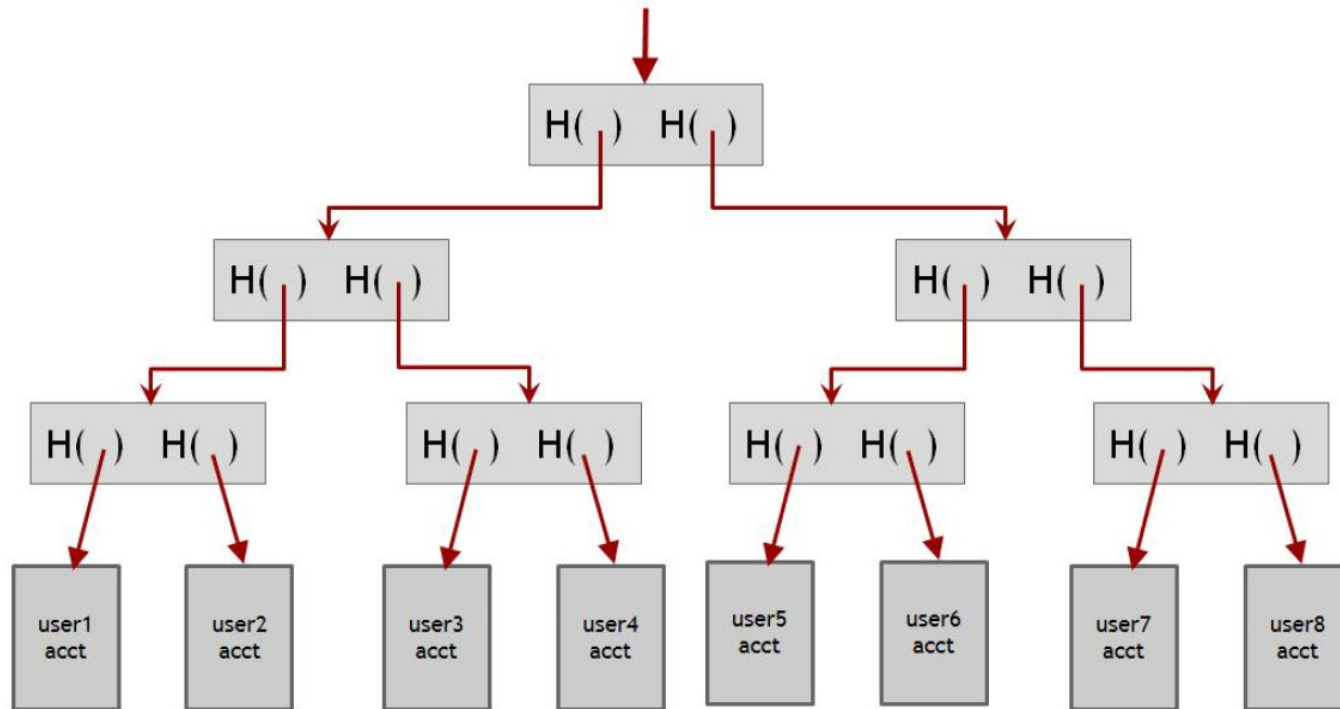 H( ) H( )
H( ) H( )
H( ) H( )
H( ) H( )
H( ) H( )
H( ) H( )
H( ) H( )
user1
acct
user2
acct
user3
acct
user4
acct
user5
acct
user6
acct
user7
acct
user8
acct